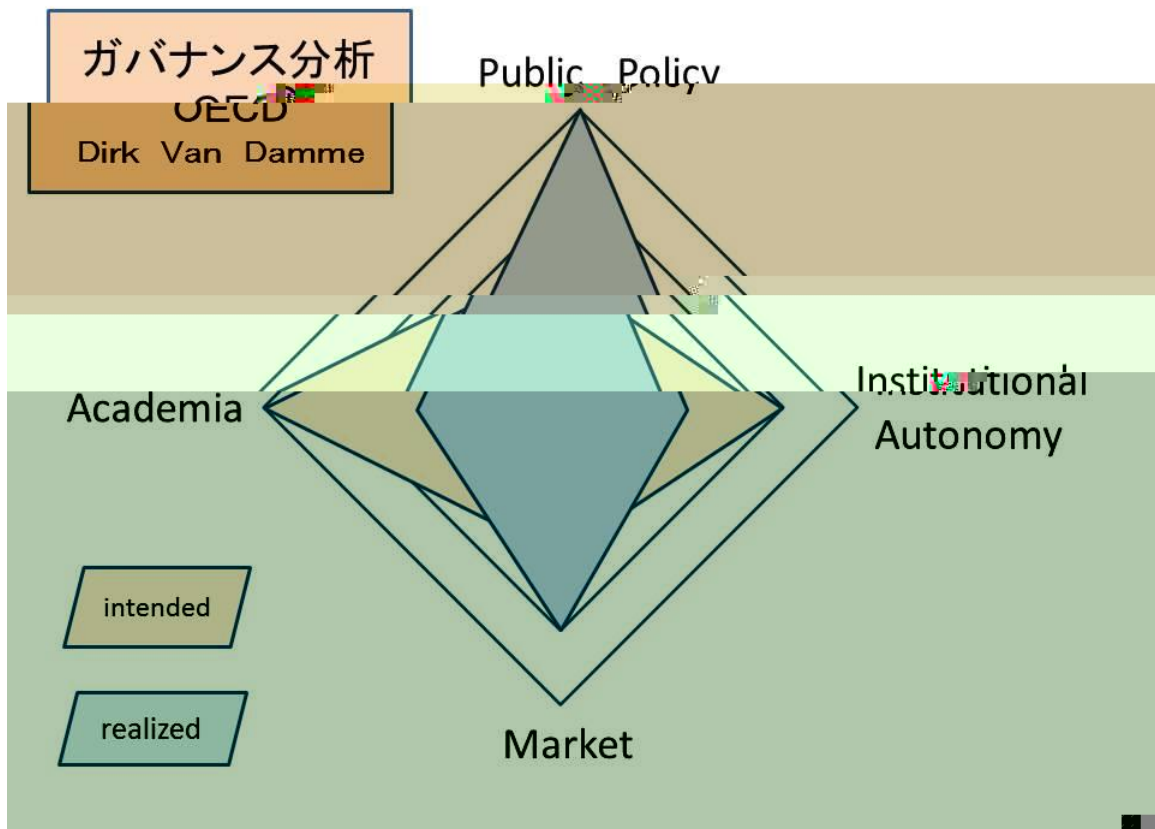 ガバナンス分析
OECD
Dirk Van Damme
Public Policy
Academia
Institutional
Autonomy
intended
realized
Market